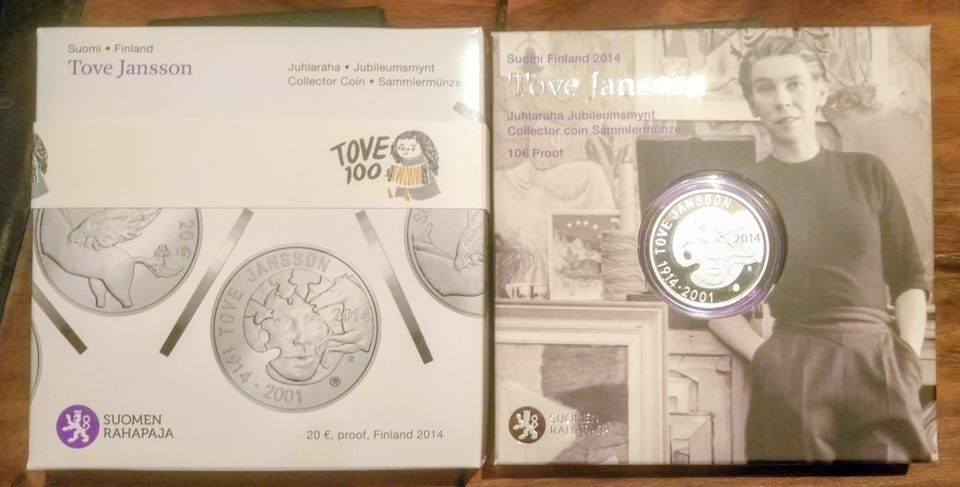 Suomi • Finland
Tove Jansson
Juhlaraha • Jubileumsmynt
Collector Coin • Sammlermünze
TOVE
100
20 €
TOVE JANSSON
2014
1914 · 2001
R
SUOMEN
RAHAPAJA
20 €, proof, Finland 2014
Suomi Finland 2014
Tove Jansson
Juhlaraha Jubileumsmynt
Collector coin Sammlermünze
10€ Proof
TOVE JANSSON
2014
R
1914 · 2001
SUOMEN
RAHAPAJA